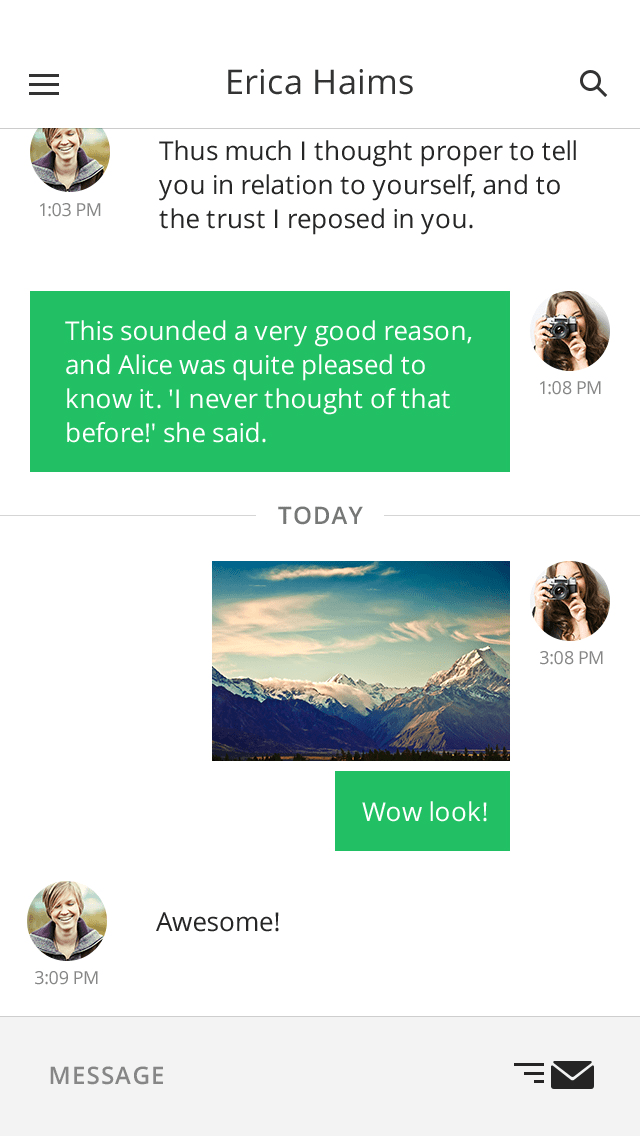 Erica Haims
Thus much I thought proper to tell
you in relation to yourself, and to
the trust I reposed in you.
1:03 PM
This sounded a very good reason,
and Alice was quite pleased to
know it. 'I never thought of that
before!' she said.
1:08 PM
TODAY
3:08 PM
Wow look!
Awesome!
3:09 PM
MESSAGE